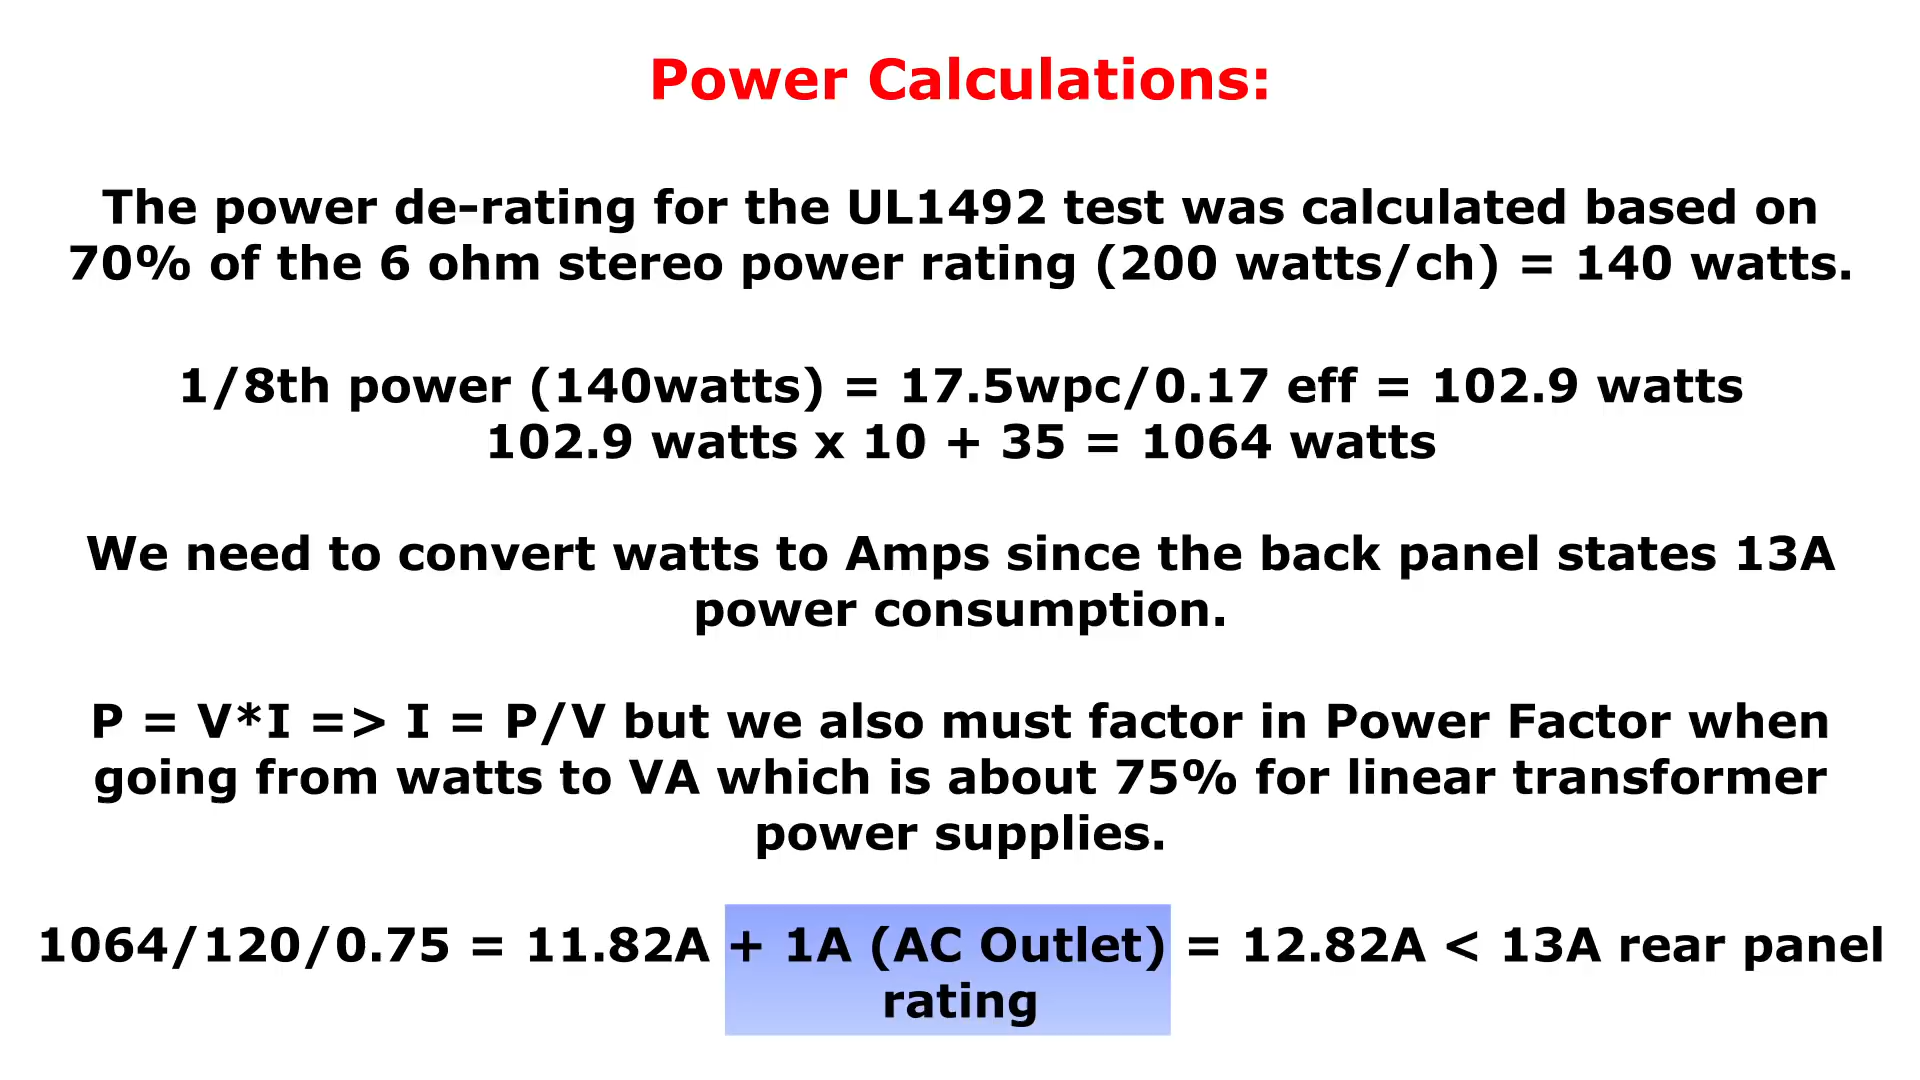 Power Calculations:
The power de-rating for the UL1492 test was calculated based on
70% of the 6 ohm stereo power rating (200 watts/ch) = 140 watts.
1/8th power (140watts) = 17.5wpc/0.17 eff = 102.9 watts
102.9 watts x 10 + 35 = 1064 watts
We need to convert watts to Amps since the back panel states 13A
power consumption.
P = V*I => I = P/V but we also must factor in Power Factor when
going from watts to VA which is about 75% for linear transformer
power supplies.
1064/120/0.75 = 11.82A + 1A (AC Outlet) = 12.82A < 13A rear panel
rating